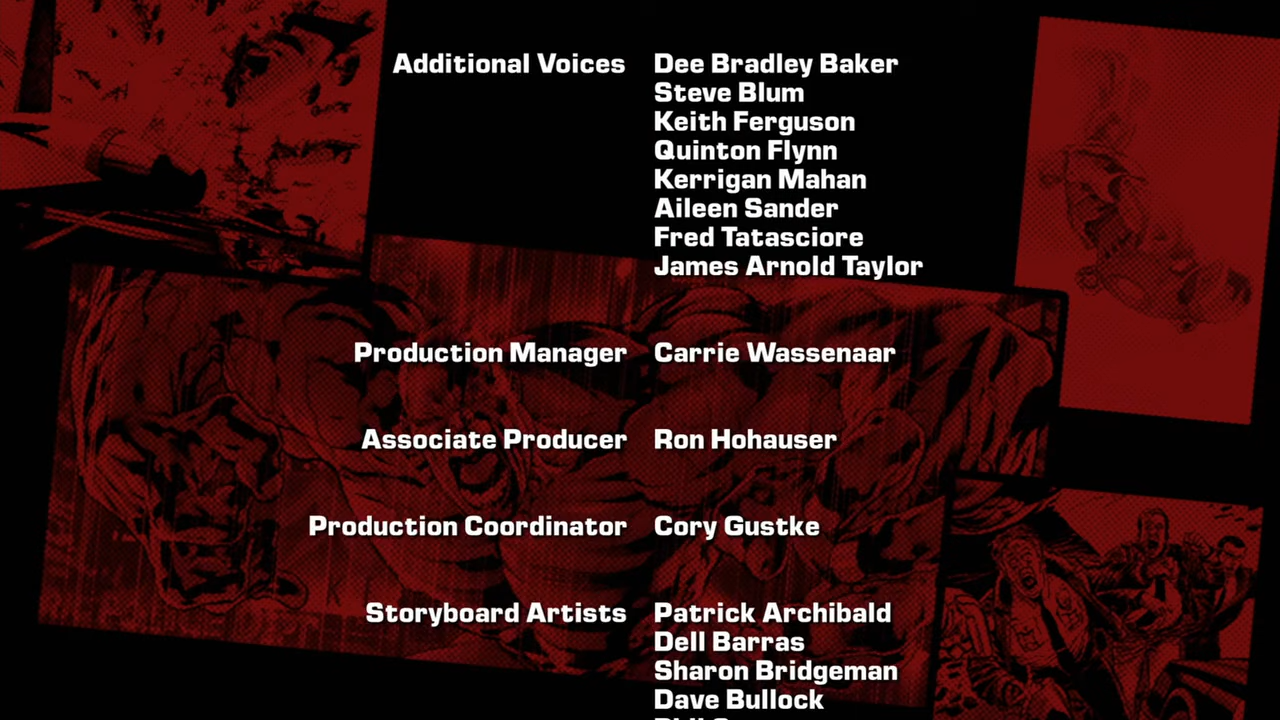 Additional Voices Dee Bradley Baker
Steve Blum
Keith Ferguson
Quinton Flynn
Kerrigan Mahan
Aileen Sander
Fred Tatasciore
James Arnold Taylor
Production Manager Carrie Wassenaar
Associate Producer Ron Hohauser
Production Coordinator Cory Gustke
Storyboard Artists Patrick Archibald
Dell Barras
Sharon Bridgeman
Dave Bullock